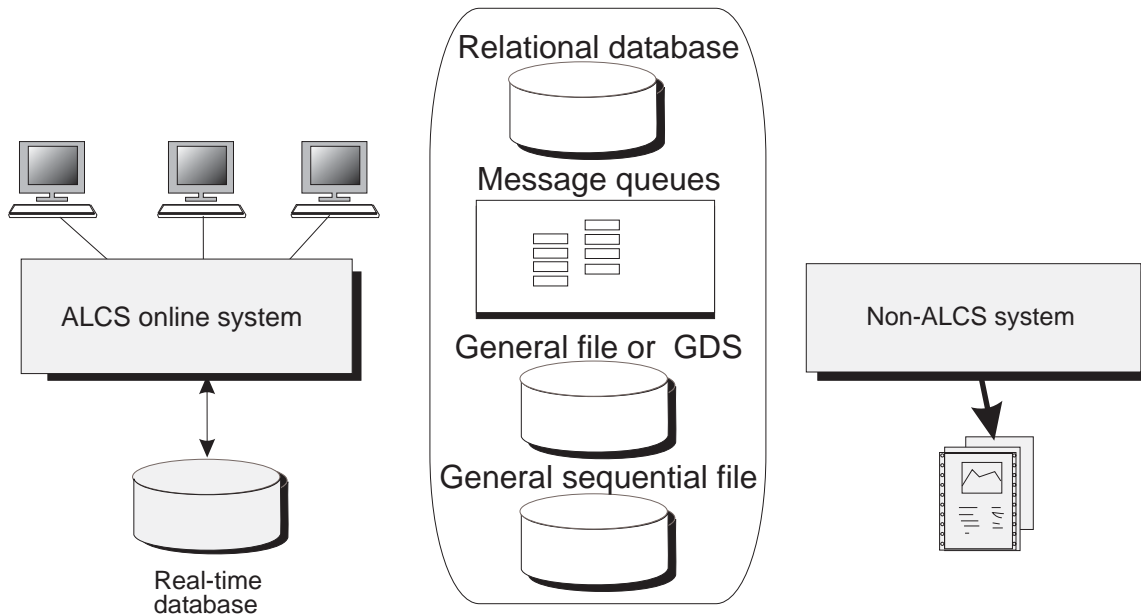 Relational database
Message queues
ALCS online system
Non-ALCS system
General file or GDS
General sequential file
Real-time
database